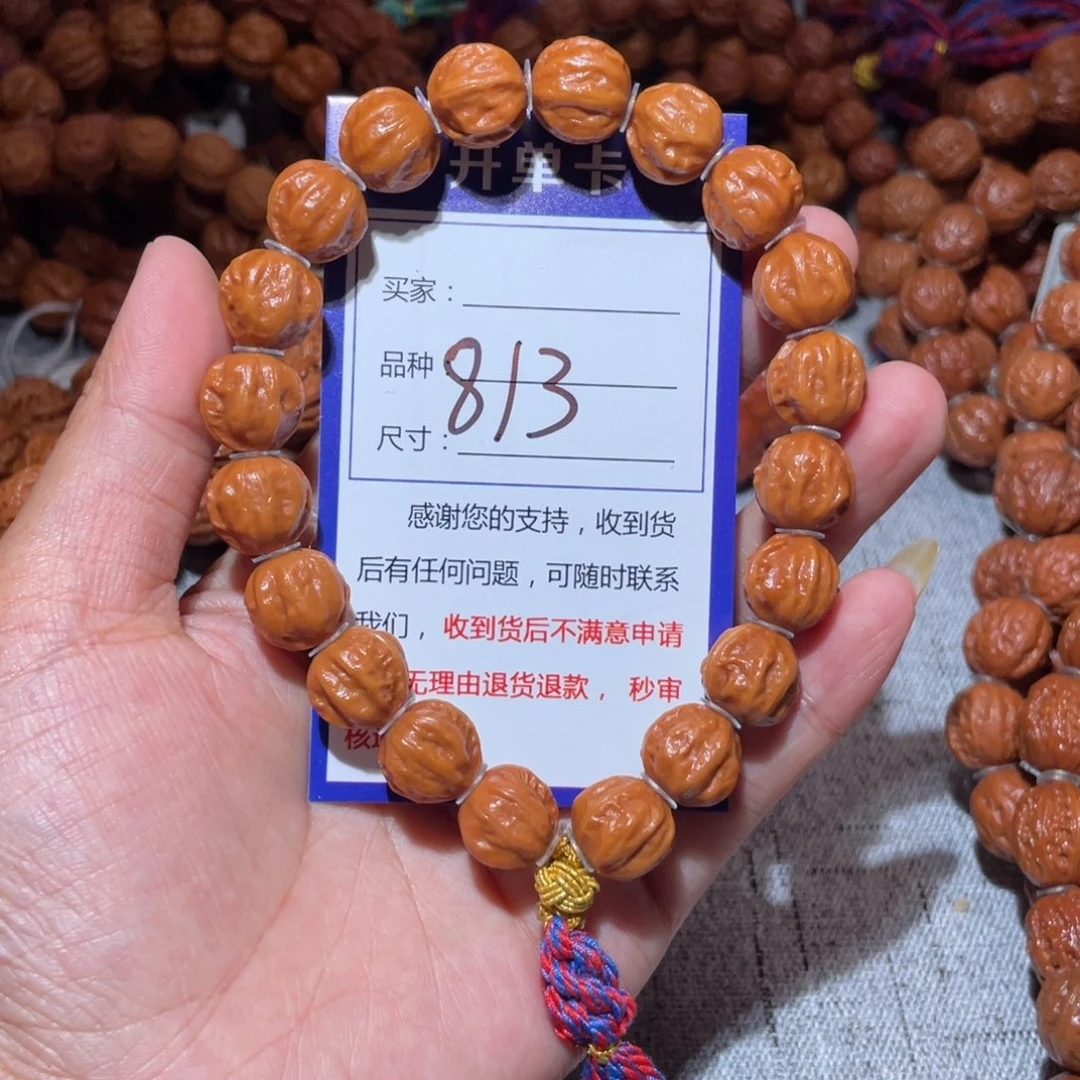 开单卡
买家：
品种 813
尺寸：
感谢您的支持，收到货
后有任何问题，可随时联系
我们，收到货后不满意申请
无理由退货退款，秒审
核